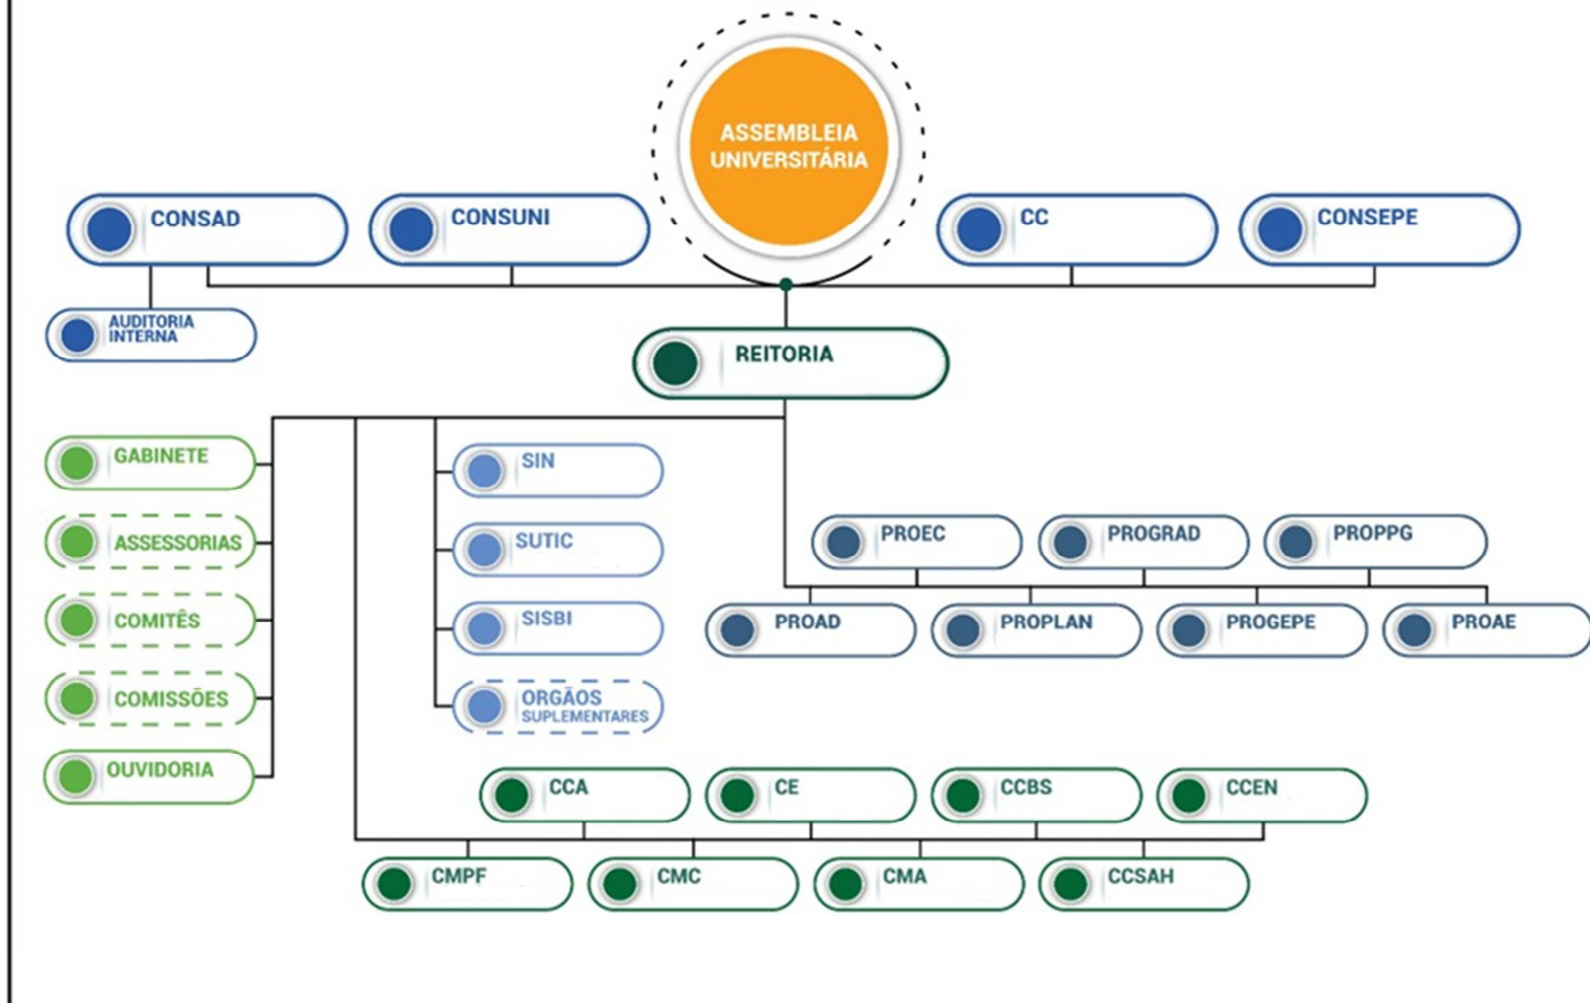 ASSEMBLEIA
UNIVERSITÁRIA
CONSAD
CONSUNI
CC
CONSEPE
AUDITORIA
INTERNA
REITORIA
GABINETE
ASSESSORIAS
COMITÊS
COMISSÕES
OUVIDORIA
SIN
SUTIC
SISBI
ORGÃOS
SUPLEMENTARES
PROEC
PROGRAD
PROPPG
PROAD
PROPLAN
PROGEPE
PROAE
CCA
CE
CCBS
CCEN
CMPF
CMC
CMA
CCSAH